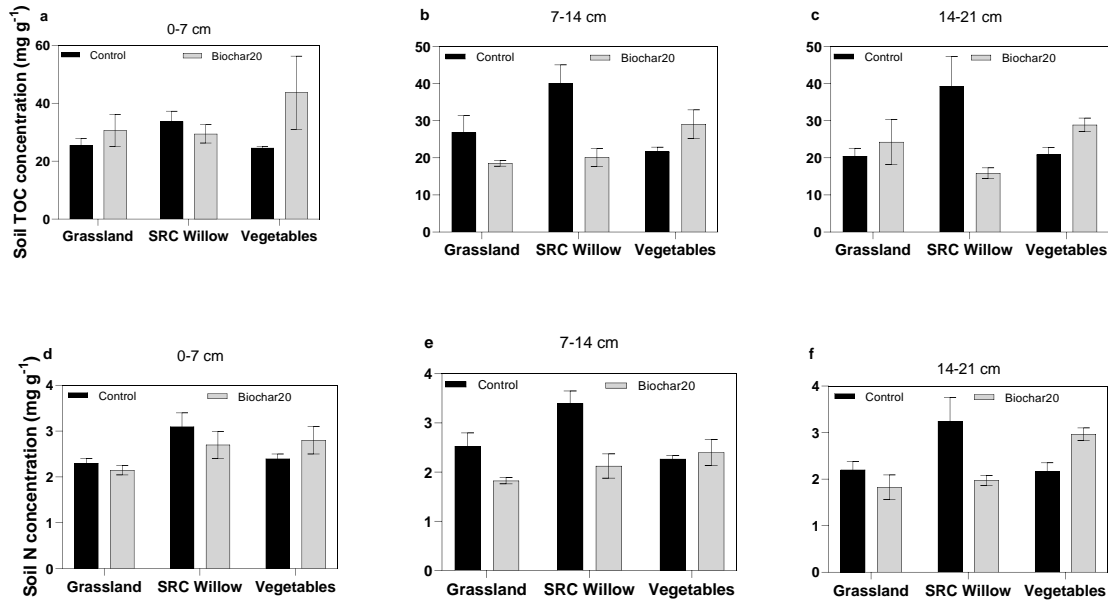 a
0-7 cm
Soil TOC concentration (mg g-1)
60
40
20
0
Control
Biochar20
Grassland SRC Willow Vegetables
b
7-14 cm
50
40
30
20
10
0
Control
Biochar20
Grassland SRC Willow Vegetables
c
14-21 cm
50
40
30
20
10
0
Control
Biochar20
Grassland SRC Willow Vegetables
d
0-7 cm
Soil N concentration (mg g-1)
4
3
2
1
0
Control
Biochar20
Grassland SRC Willow Vegetables
e
7-14 cm
4
3
2
1
0
Control
Biochar20
Grassland SRC Willow Vegetables
f
14-21 cm
4
3
2
1
0
Control
Biochar20
Grassland SRC Willow Vegetables